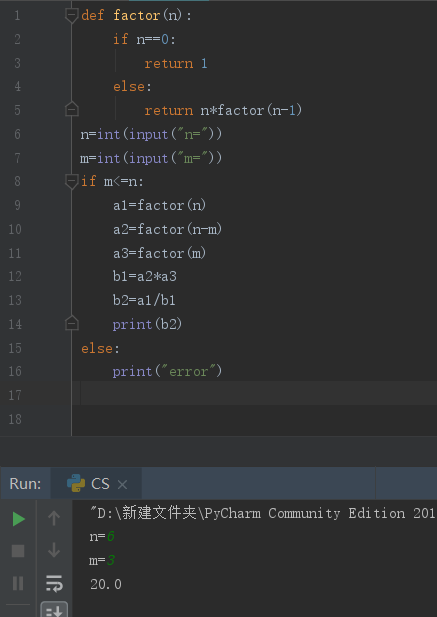 1 def factor(n):
2     if n==0:
3         return 1
4     else:
5         return n*factor(n-1)
6 n=int(input("n="))
7 m=int(input("m="))
8 if m<=n:
9     a1=factor(n)
10     a2=factor(n-m)
11     a3=factor(m)
12     b1=a2*a3
13     b2=a1/b1
14     print(b2)
15 else:
16     print("error")
17
18
Run: CS ×
"D:\新建文件夹\PyCharm Community Edition 201
n=6
m=3
20.0